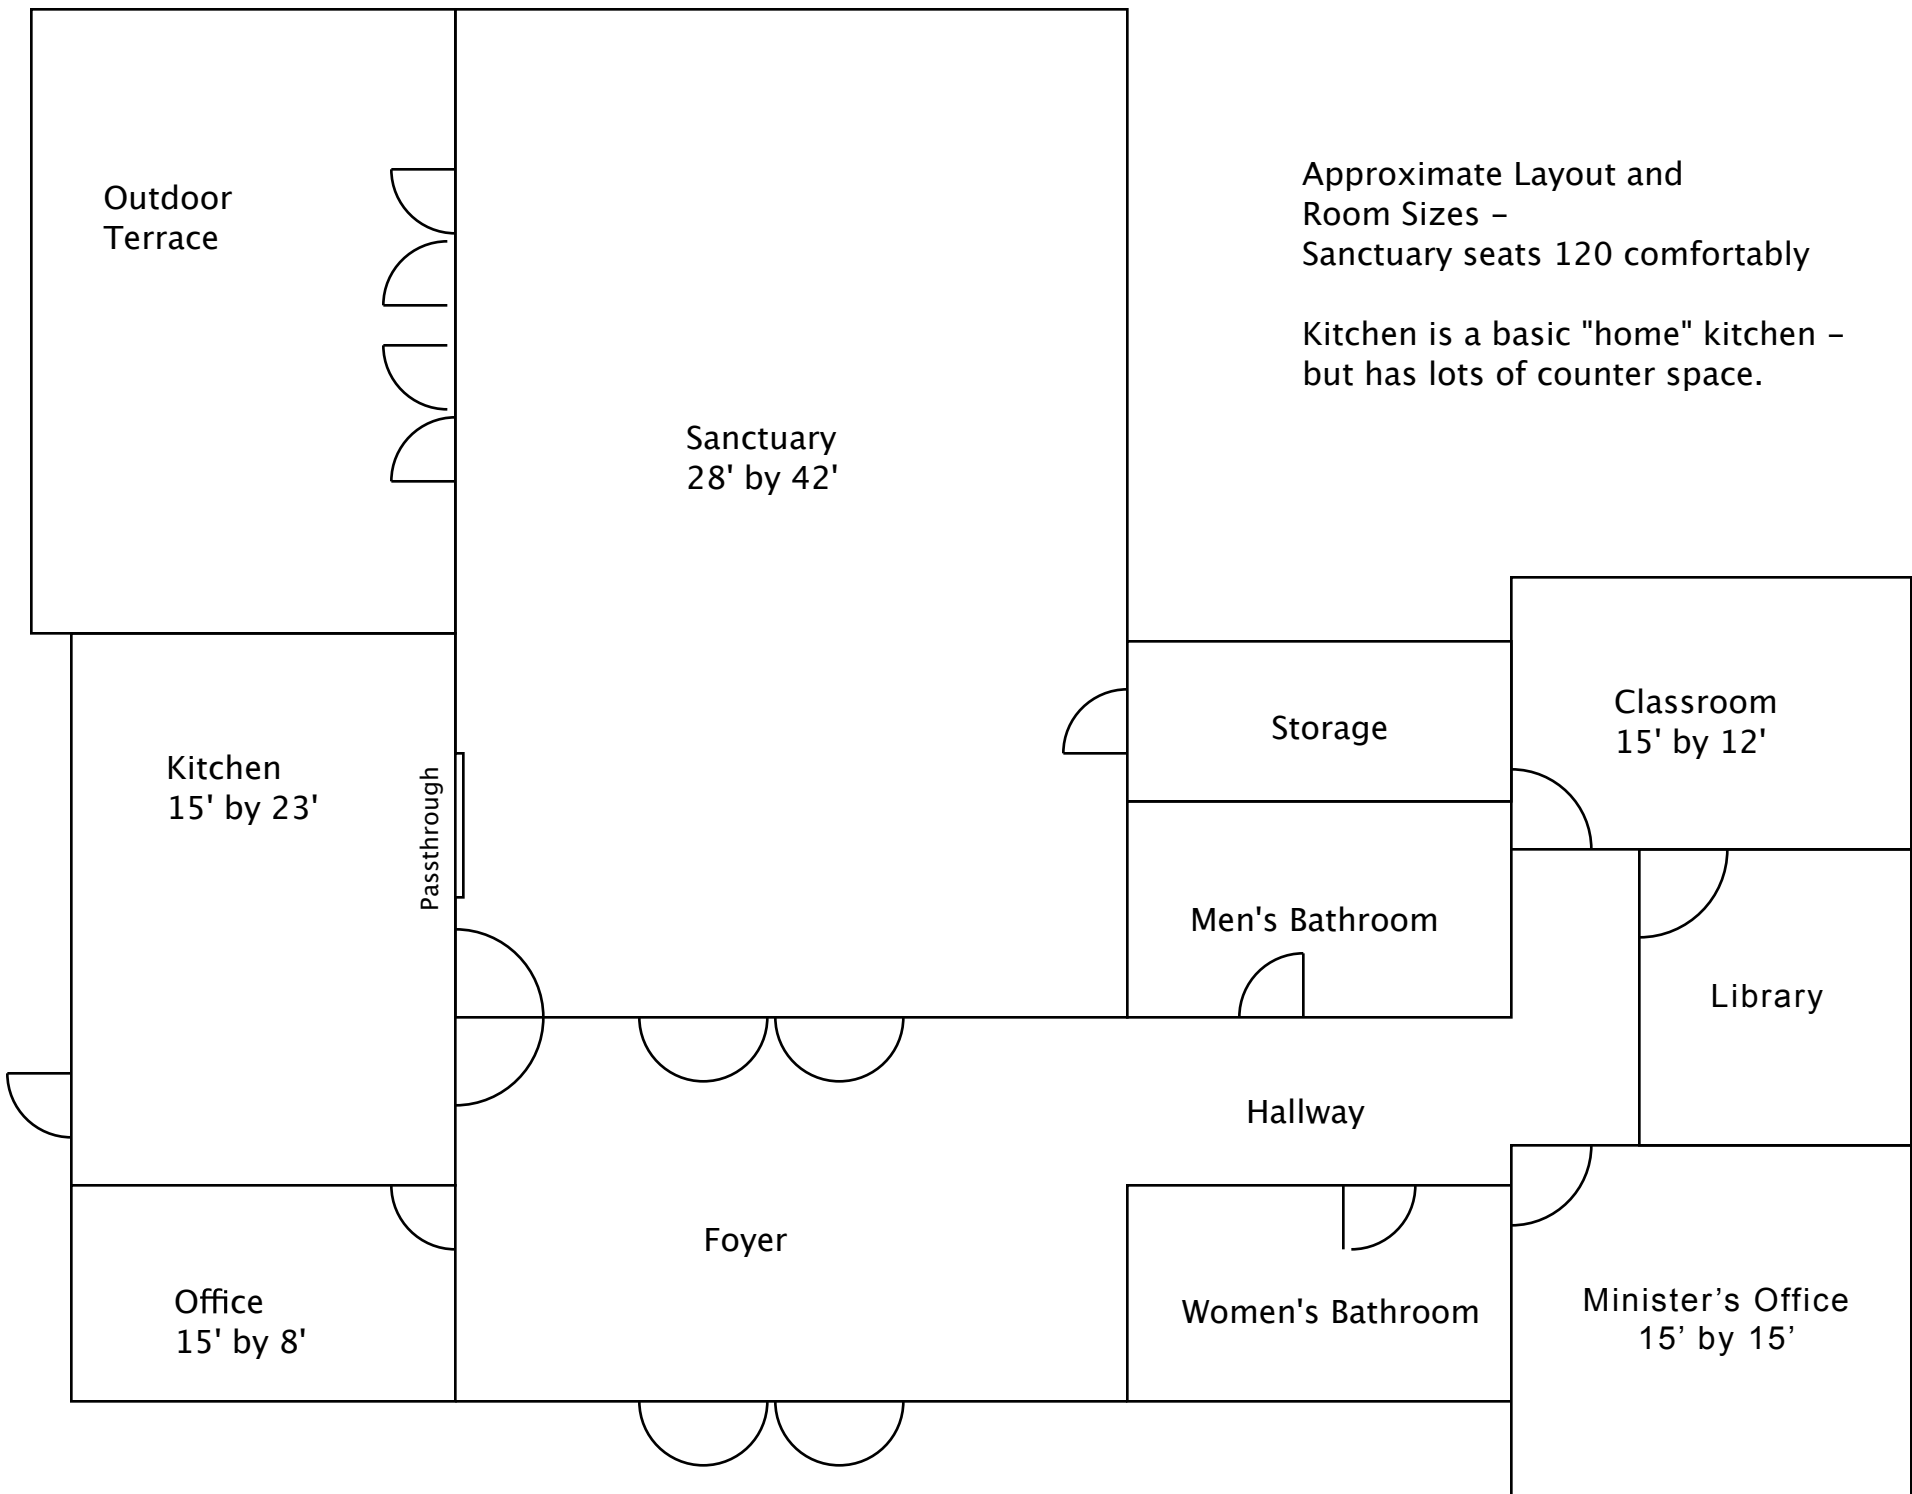 Outdoor
Terrace
Approximate Layout and
Room Sizes –
Sanctuary seats 120 comfortably
Kitchen is a basic "home" kitchen –
but has lots of counter space.
Sanctuary
28' by 42'
Storage
Classroom
15' by 12'
Kitchen
15' by 23'
Passthrough
Men's Bathroom
Library
Hallway
Foyer
Office
15' by 8'
Women's Bathroom
Minister’s Office
15’ by 15’